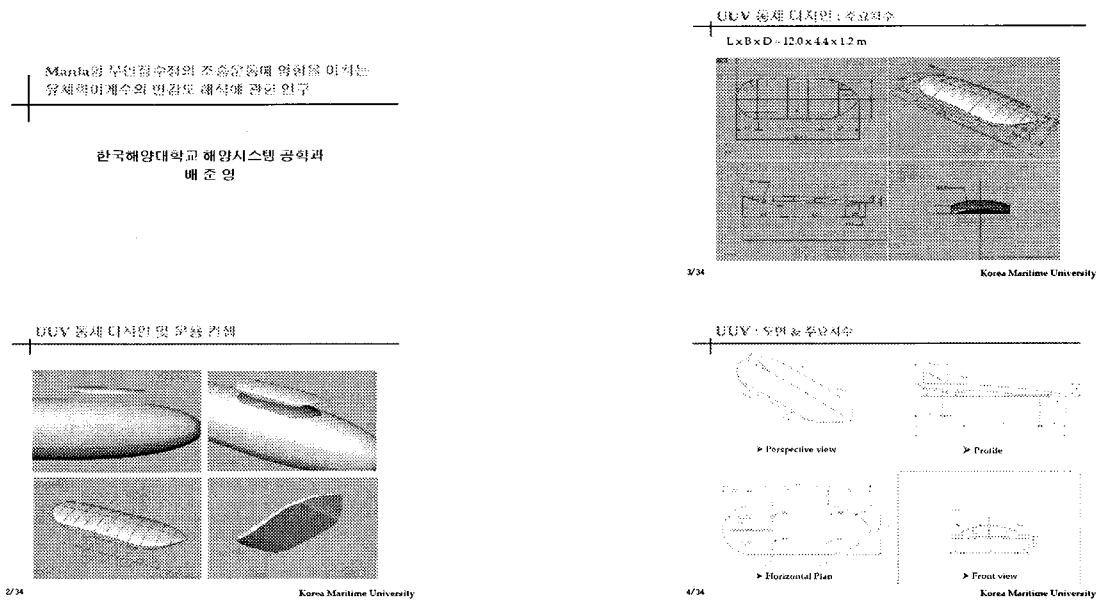 Manta형 무인잠수정의 조종운동에 영향을 미치는
유체력미계수의 민감도 해석에 관한 연구
한국해양대학교 해양시스템 공학과
배 준 영
2/34
UUV 동체 디자인 및 운용 컨셉
Korea Maritime University
UUV 동체 디자인 : 주요치수
L x B x D - 12.0 x 4.4 x 1.2 m
3/34
Korea Maritime University
UUV : 도면 & 주요치수
➢ Perspective view
➢ Profile
➢ Horizontal Plan
➢ Front view
4/34
Korea Maritime University